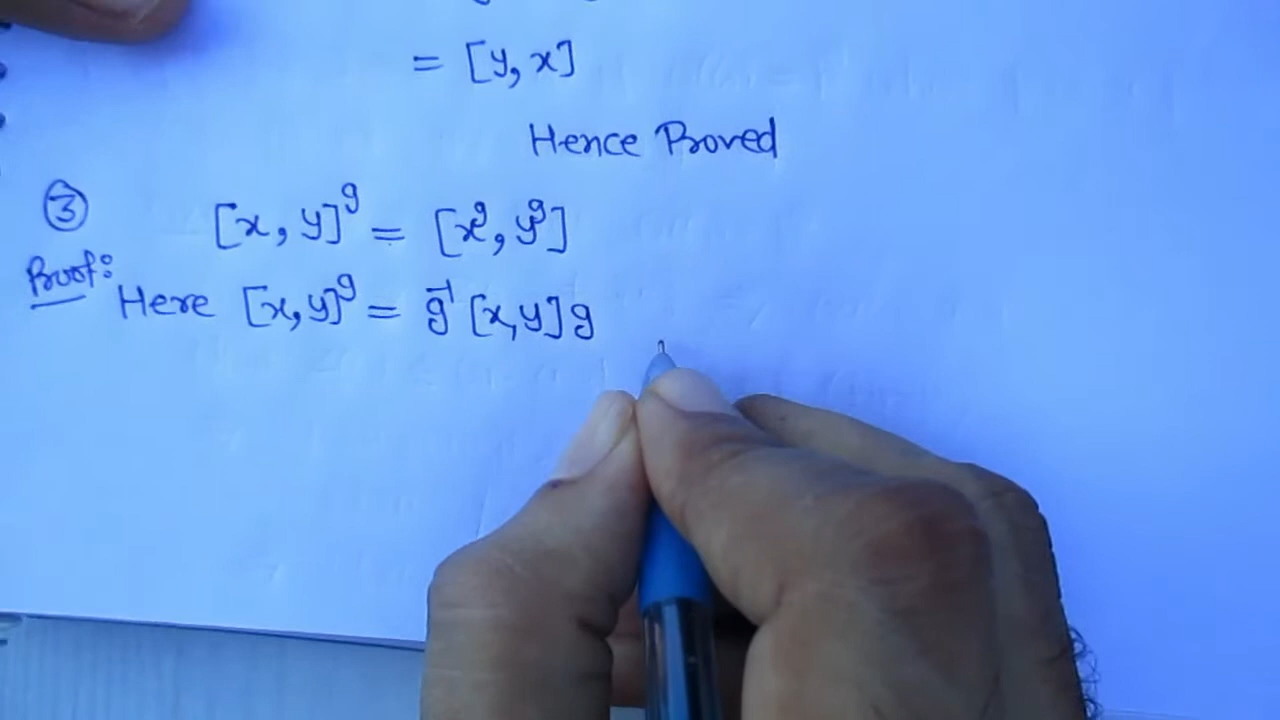 = [y, x]
Hence Proved
③ [x, y]^g = [x^g, y^g]
Proof: Here [x, y]^g = g^-1 [x, y] g